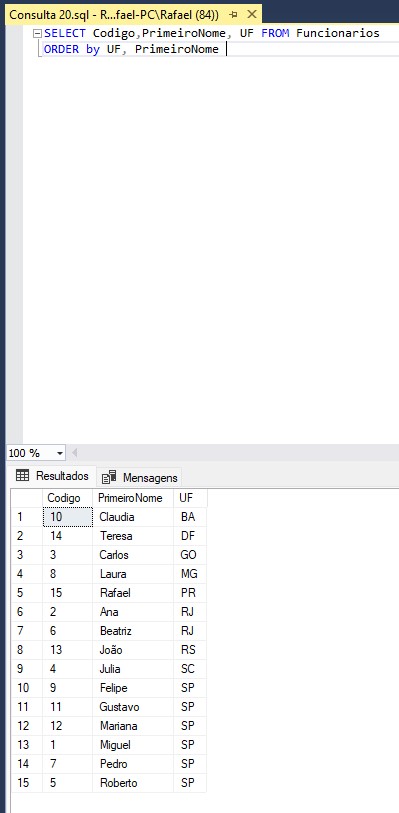 Consulta 20.sql - R...fael-PC\Rafael (84))
SELECT Codigo,PrimeiroNome, UF FROM Funcionarios
ORDER by UF, PrimeiroNome
100 %
Resultados Mensagens
Codigo PrimeiroNome UF
1 10 Claudia BA
2 14 Teresa DF
3 3 Carlos GO
4 8 Laura MG
5 15 Rafael PR
6 2 Ana RJ
7 6 Beatriz RJ
8 13 João RS
9 4 Julia SC
10 9 Felipe SP
11 11 Gustavo SP
12 12 Mariana SP
13 1 Miguel SP
14 7 Pedro SP
15 5 Roberto SP